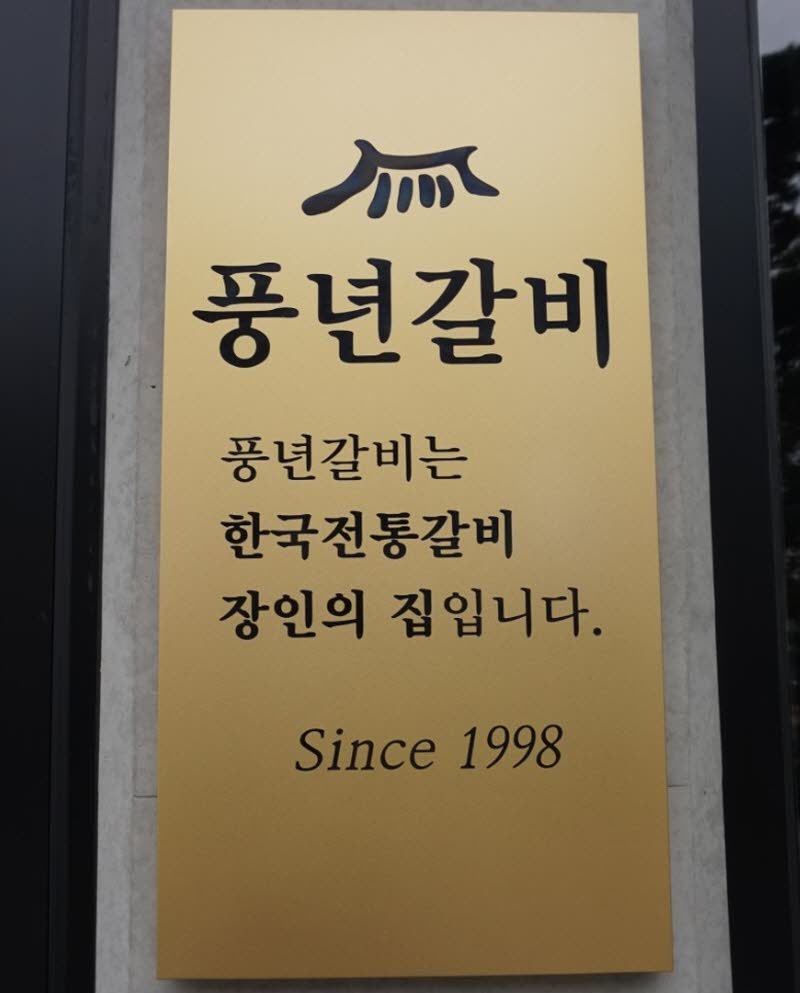 풍년갈비
풍년갈비는
한국전통갈비
장인의 집입니다.
Since 1998